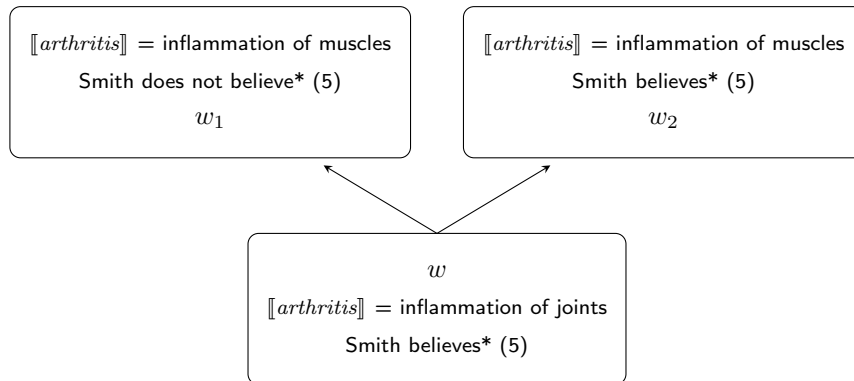 ⟦arthritis⟧ = inflammation of muscles
Smith does not believe* (5)
w₁
⟦arthritis⟧ = inflammation of muscles
Smith believes* (5)
w₂
w
⟦arthritis⟧ = inflammation of joints
Smith believes* (5)